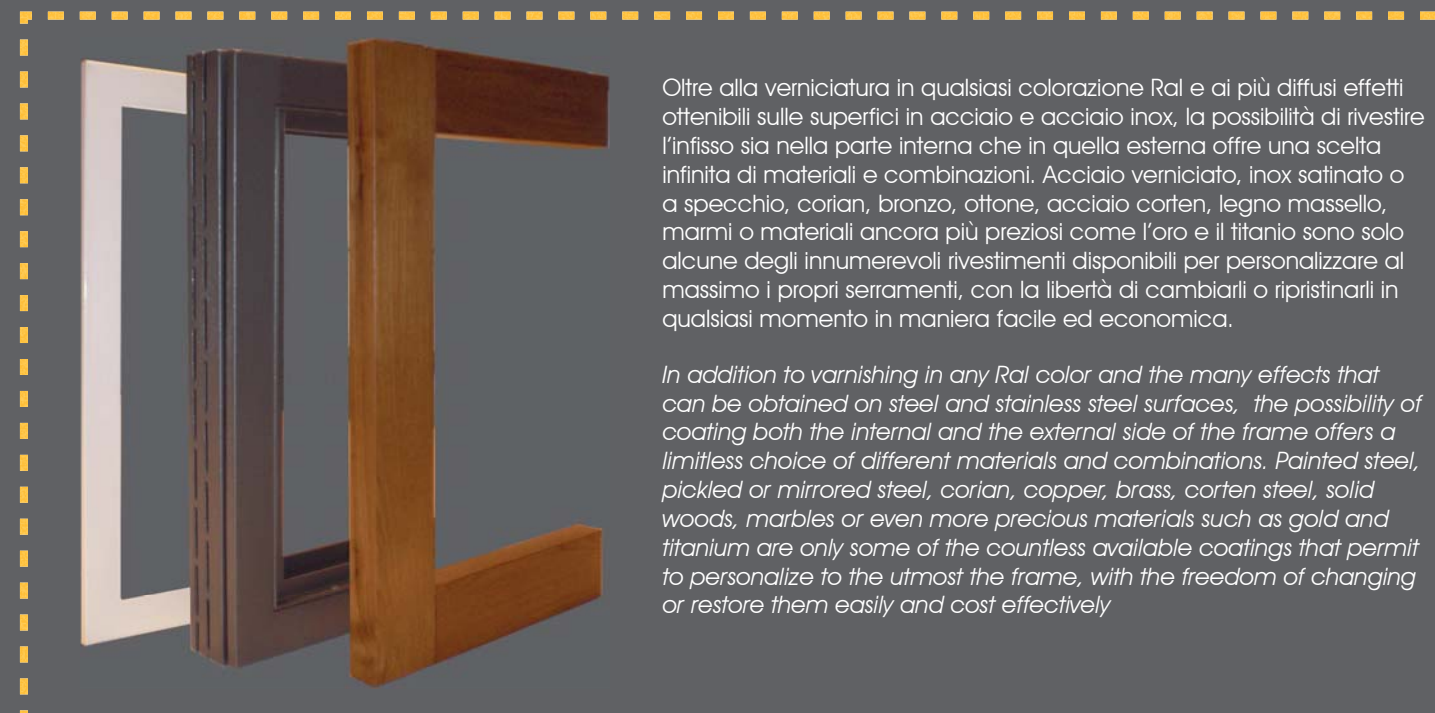 Oltre alla verniciatura in qualsiasi colorazione Ral e ai più diffusi effetti
ottenibili sulle superfici in acciaio e acciaio inox, la possibilità di rivestire
l'infisso sia nella parte interna che in quella esterna offre una scelta
infinita di materiali e combinazioni. Acciaio verniciato, inox satinato o
a specchio, corian, bronzo, ottone, acciaio corten, legno massello,
marmi o materiali ancora più preziosi come l'oro e il titanio sono solo
alcune degli innumerevoli rivestimenti disponibili per personalizzare al
massimo i propri serramenti, con la libertà di cambiarli o ripristinarli in
qualsiasi momento in maniera facile ed economica.
In addition to varnishing in any Ral color and the many effects that
can be obtained on steel and stainless steel surfaces,  the possibility of
coating both the internal and the external side of the frame offers a
limitless choice of different materials and combinations. Painted steel,
pickled or mirrored steel, corian, copper, brass, corten steel, solid
woods, marbles or even more precious materials such as gold and
titanium are only some of the countless available coatings that permit
to personalize to the utmost the frame, with the freedom of changing
or restore them easily and cost effectively